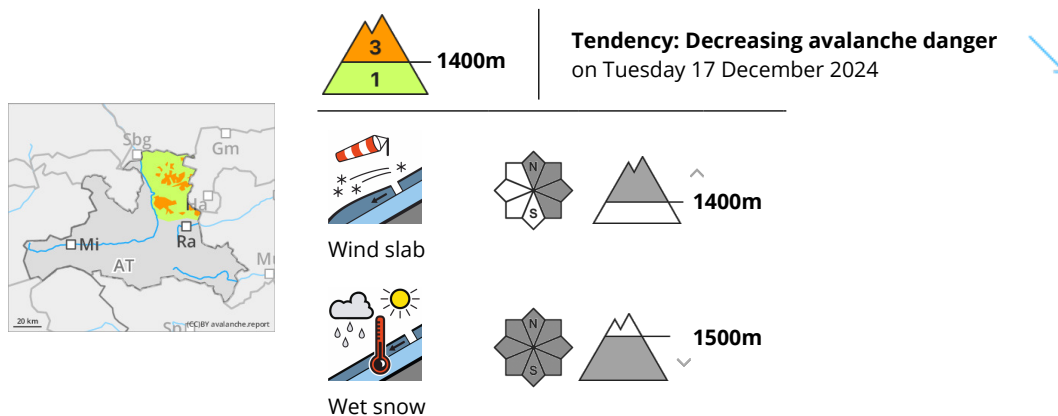 3
1
1400m
Tendency: Decreasing avalanche danger
on Tuesday 17 December 2024
Sbg
Gm
Ha
Mi
Ra
AT
20 km
(CC)BY avalanche.report
N
S
1400m
Wind slab
N
S
1500m
Wet snow